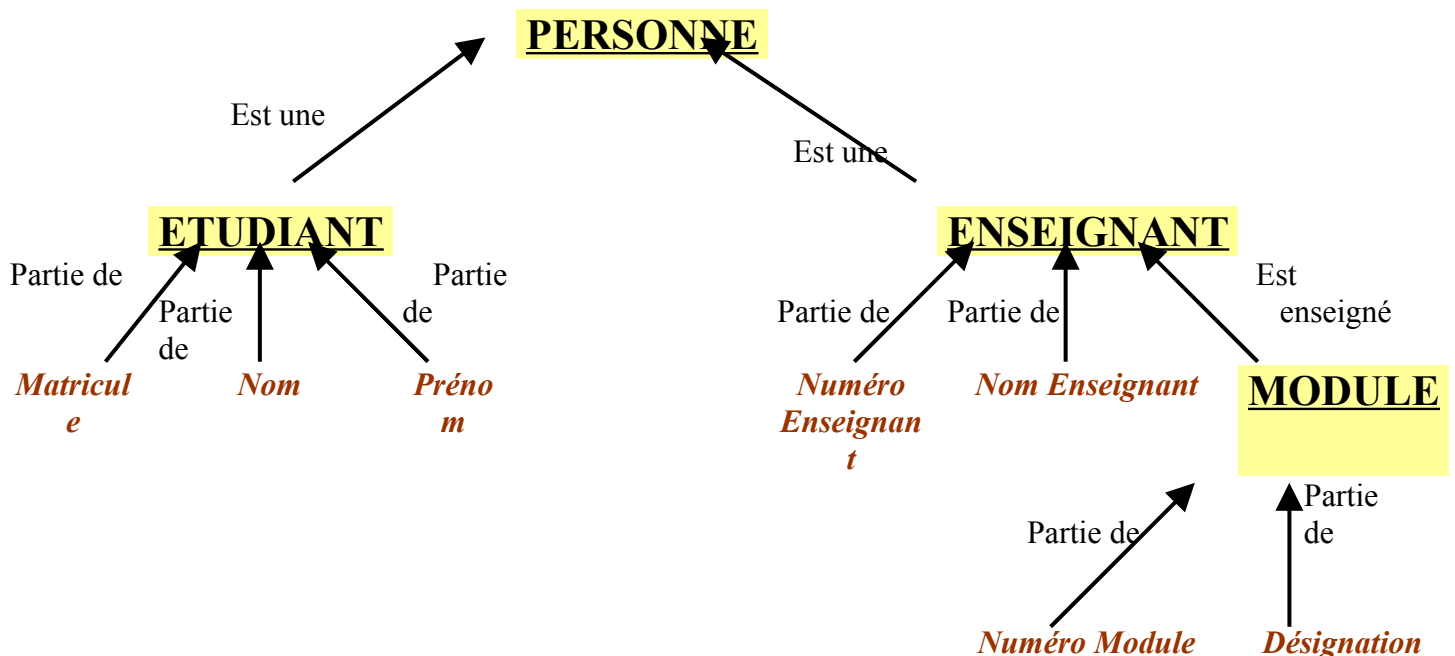 PERSONNE
Est une
Est une
ETUDIANT
ENSEIGNANT
Partie de
Partie
de
Partie
de
Partie de
Partie de
Est
enseigné
Matricul
e
Nom
Préno
m
Numéro
Enseignan
t
Nom Enseignant
MODULE
Partie de
Partie
de
Numéro Module
Désignation